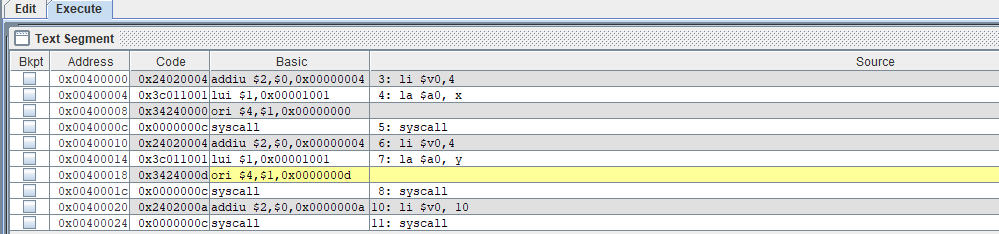 Edit Execute
Text Segment
Bkpt Address Code Basic Source
0x00400000 0x24020004 addiu $2,$0,0x00000004 3: li $v0,4
0x00400004 0x3c011001 lui $1,0x00001001 4: la $a0, x
0x00400008 0x34240000 ori $4,$1,0x00000000
0x0040000c 0x0000000c syscall 5: syscall
0x00400010 0x24020004 addiu $2,$0,0x00000004 6: li $v0,4
0x00400014 0x3c011001 lui $1,0x00001001 7: la $a0, y
0x00400018 0x3424000d ori $4,$1,0x0000000d
0x0040001c 0x0000000c syscall 8: syscall
0x00400020 0x2402000a addiu $2,$0,0x0000000a 10: li $v0, 10
0x00400024 0x0000000c syscall 11: syscall